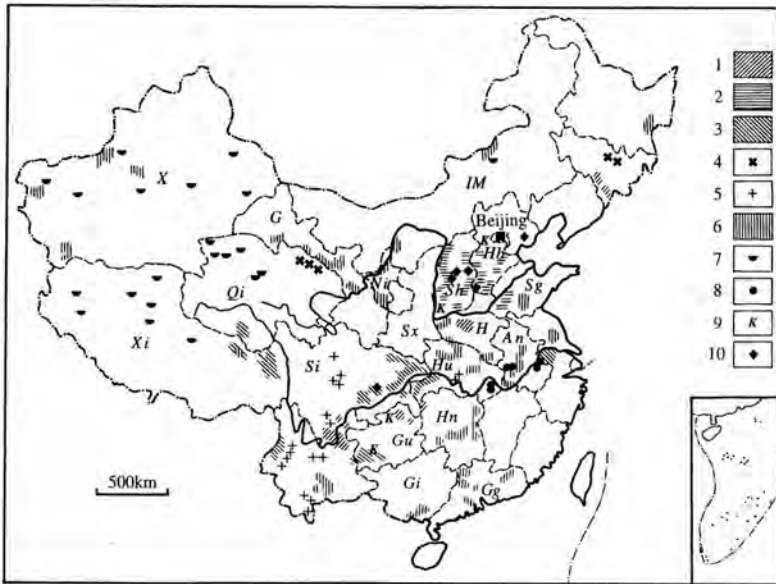 1
2
3
4
5
6
7
8
9 K
10
X
IM
G
Beijing
K
Hb
Ni
Sh
Sg
Qi
K
Sx
H
An
Xi
Si
Hu
K
Hn
Gu
K
Gi
Gg
500km